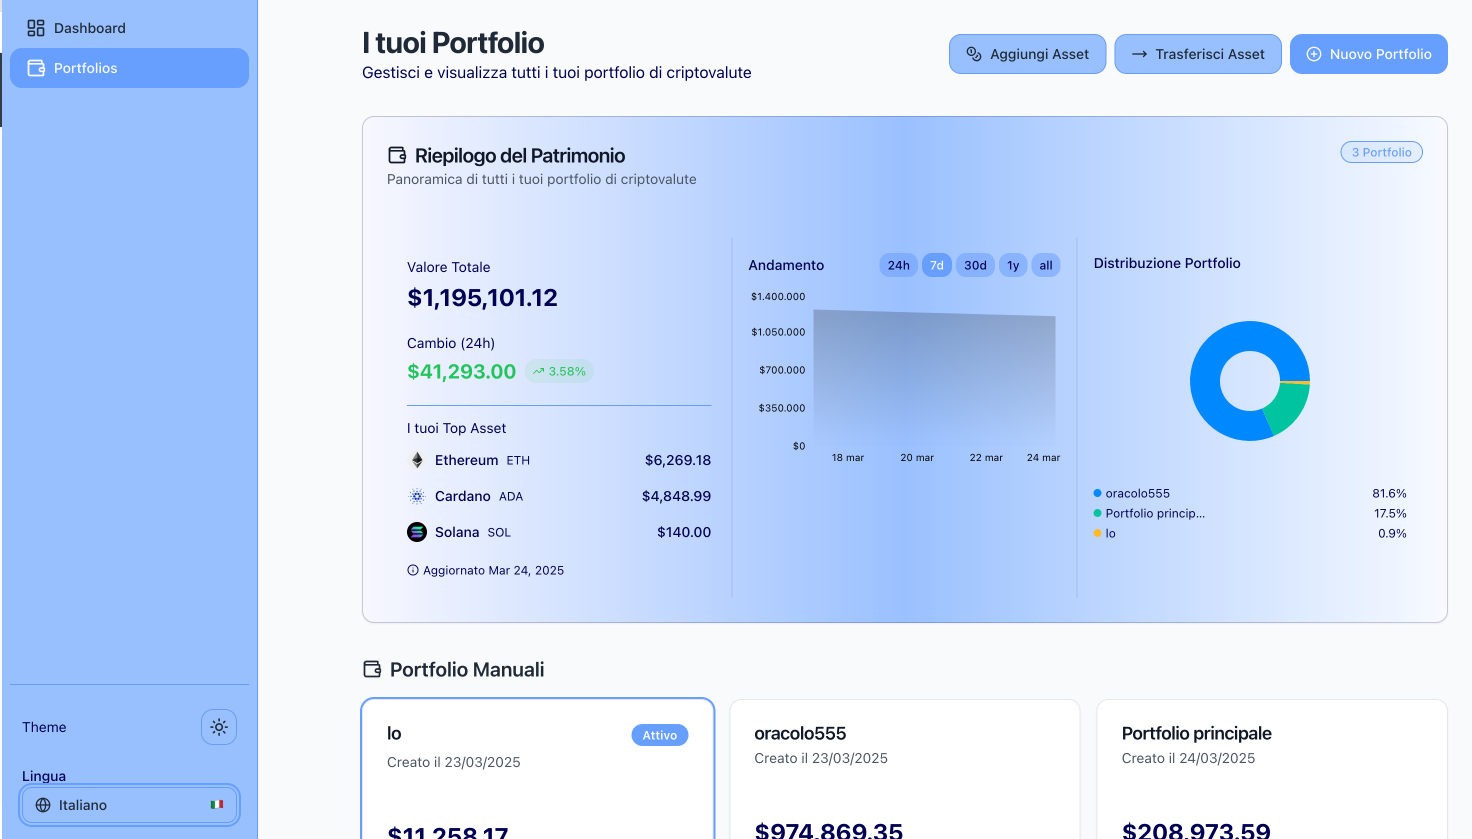 Dashboard
Portfolios
I tuoi Portfolio
Gestisci e visualizza tutti i tuoi portfolio di criptovalute
Aggiungi Asset
Trasferisci Asset
Nuovo Portfolio
Riepilogo del Patrimonio
Panoramica di tutti i tuoi portfolio di criptovalute
3 Portfolio
Valore Totale
$1,195,101.12
Cambio (24h)
$41,293.00 3.58%
I tuoi Top Asset
Ethereum ETH $6,269.18
Cardano ADA $4,848.99
Solana SOL $140.00
Aggiornato Mar 24, 2025
Andamento
24h 7d 30d 1y all
$1.400.000
$1.050.000
$700.000
$350.000
$0
18 mar 20 mar 22 mar 24 mar
Distribuzione Portfolio
oracolo555 81.6%
Portfolio princip... 17.5%
Io 0.9%
Portfolio Manuali
Io
Attivo
Creato il 23/03/2025
$11,258.17
oracolo555
Creato il 23/03/2025
$974,869.35
Portfolio principale
Creato il 24/03/2025
$208,973.59
Theme
Lingua
Italiano